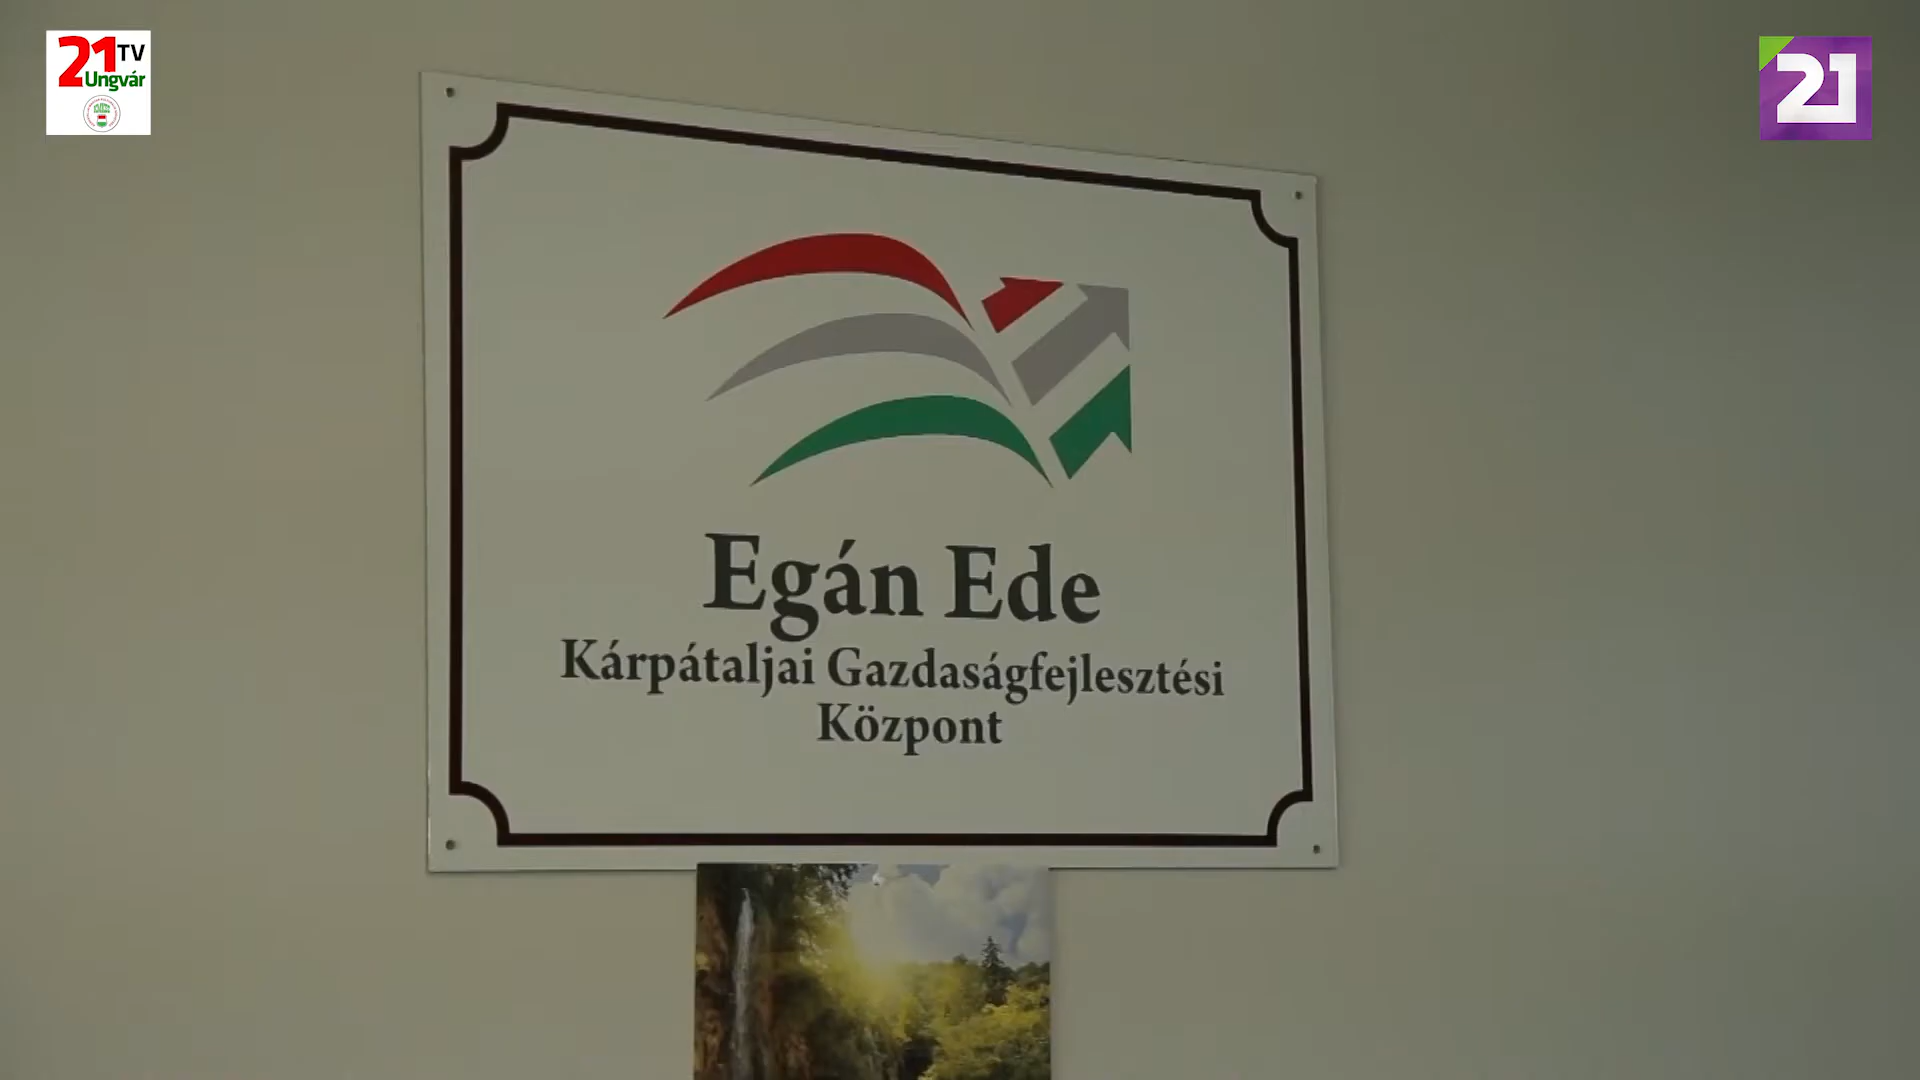 21 TV
Ungvár
21
Egán Ede
Kárpátaljai Gazdaságfejlesztési
Központ